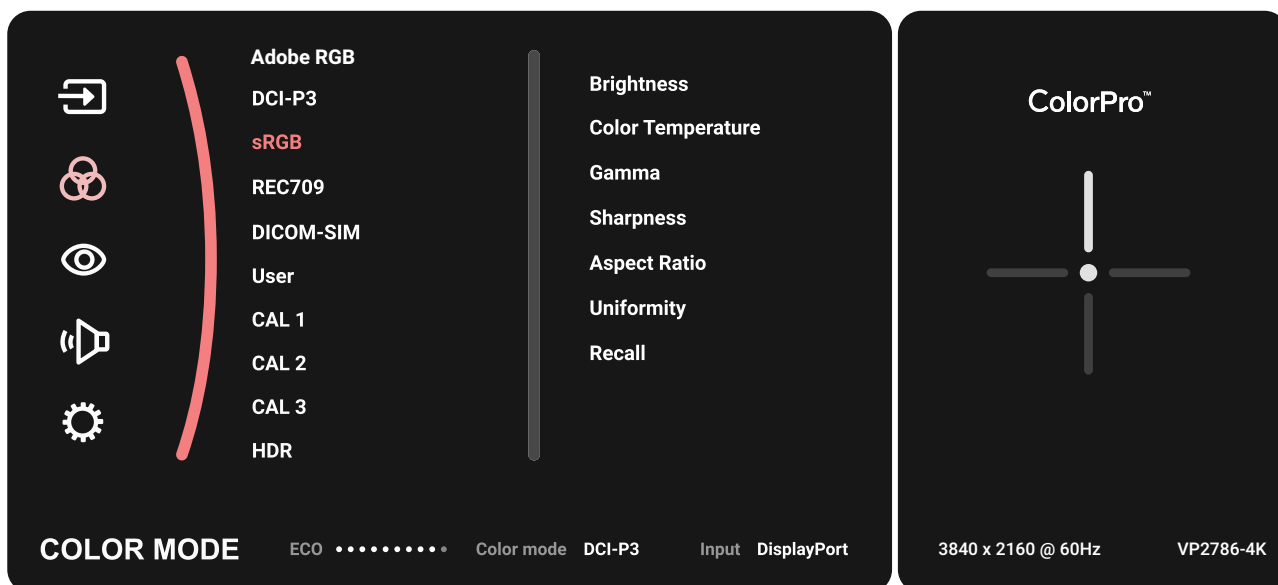 Adobe RGB
DCI-P3
sRGB
REC709
DICOM-SIM
User
CAL 1
CAL 2
CAL 3
HDR
Brightness
Color Temperature
Gamma
Sharpness
Aspect Ratio
Uniformity
Recall
ColorPro™
COLOR MODE
ECO
Color mode DCI-P3
Input DisplayPort
3840 x 2160 @ 60Hz
VP2786-4K